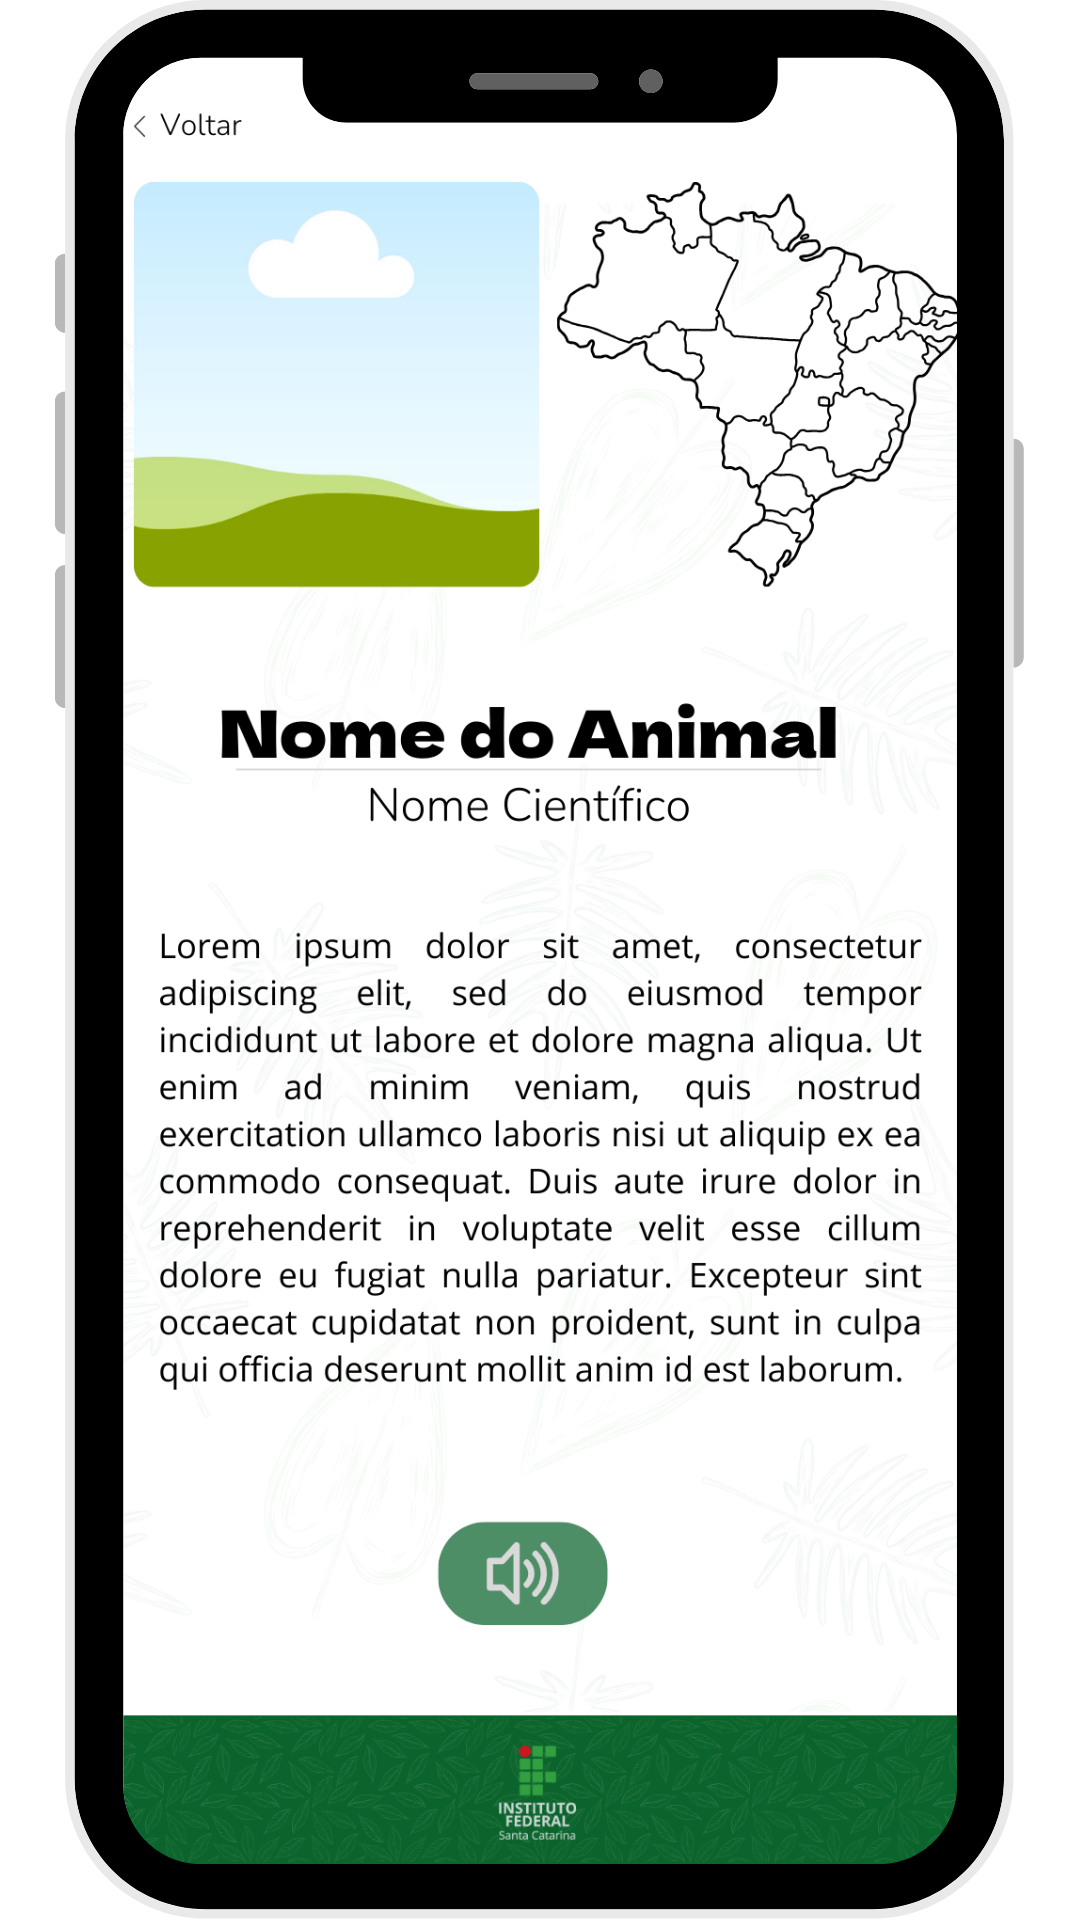 Voltar
Nome do Animal
Nome Científico
Lorem ipsum dolor sit amet, consectetur
adipiscing elit, sed do eiusmod tempor
incididunt ut labore et dolore magna aliqua. Ut
enim ad minim veniam, quis nostrud
exercitation ullamco laboris nisi ut aliquip ex ea
commodo consequat. Duis aute irure dolor in
reprehenderit in voluptate velit esse cillum
dolore eu fugiat nulla pariatur. Excepteur sint
occaecat cupidatat non proident, sunt in culpa
qui officia deserunt mollit anim id est laborum.
INSTITUTO
FEDERAL
Santa Catarina